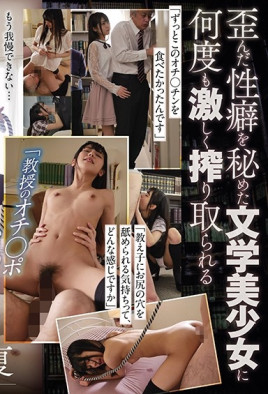 歪んだ性癖を秘めた文学美少女に
何度も激しく搾り取られる
「ずっとこのオチ〇チンを
食べたかったんです」
もう我慢できない…
「教授のオチ〇ポ
「教え子にお尻の穴を
舐められる気持ちって、
どんな感じですか」
夏